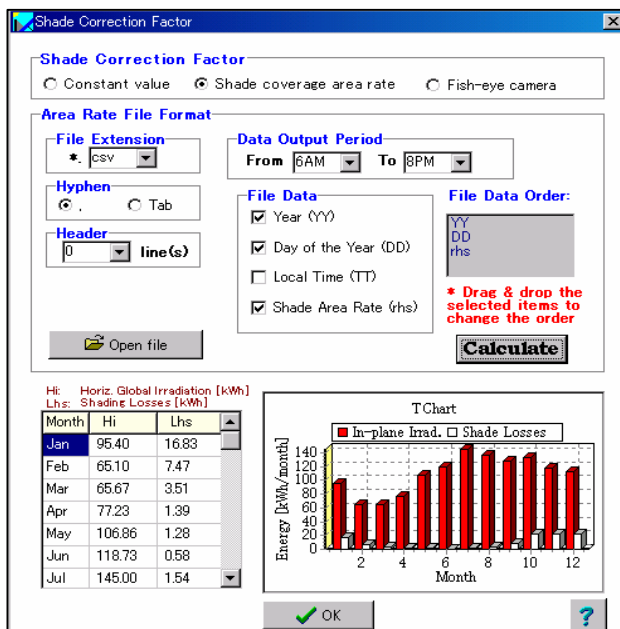 Shade Correction Factor
Shade Correction Factor
Constant value Shade coverage area rate Fish-eye camera
Area Rate File Format
File Extension
*. csv
Data Output Period
From 6AM To 8PM
Hyphen
, Tab
Header
0 line(s)
File Data
Year (YY)
Day of the Year (DD)
Local Time (TT)
Shade Area Rate (rhs)
File Data Order:
YY
DD
rhs
* Drag & drop the
selected items to
change the order
Open file
Calculate
Hi: Horiz. Global Irradiation [kWh]
Lhs: Shading Losses [kWh]
Month Hi Lhs
Jan 95.40 16.83
Feb 65.10 7.47
Mar 65.67 3.51
Apr 77.23 1.39
May 106.86 1.28
Jun 118.73 0.58
Jul 145.00 1.54
TChart
In-plane Irrad. Shade Losses
Energy [kWh/month]
140
120
100
80
60
40
20
0
2 4 6 8 10 12
Month
OK
?